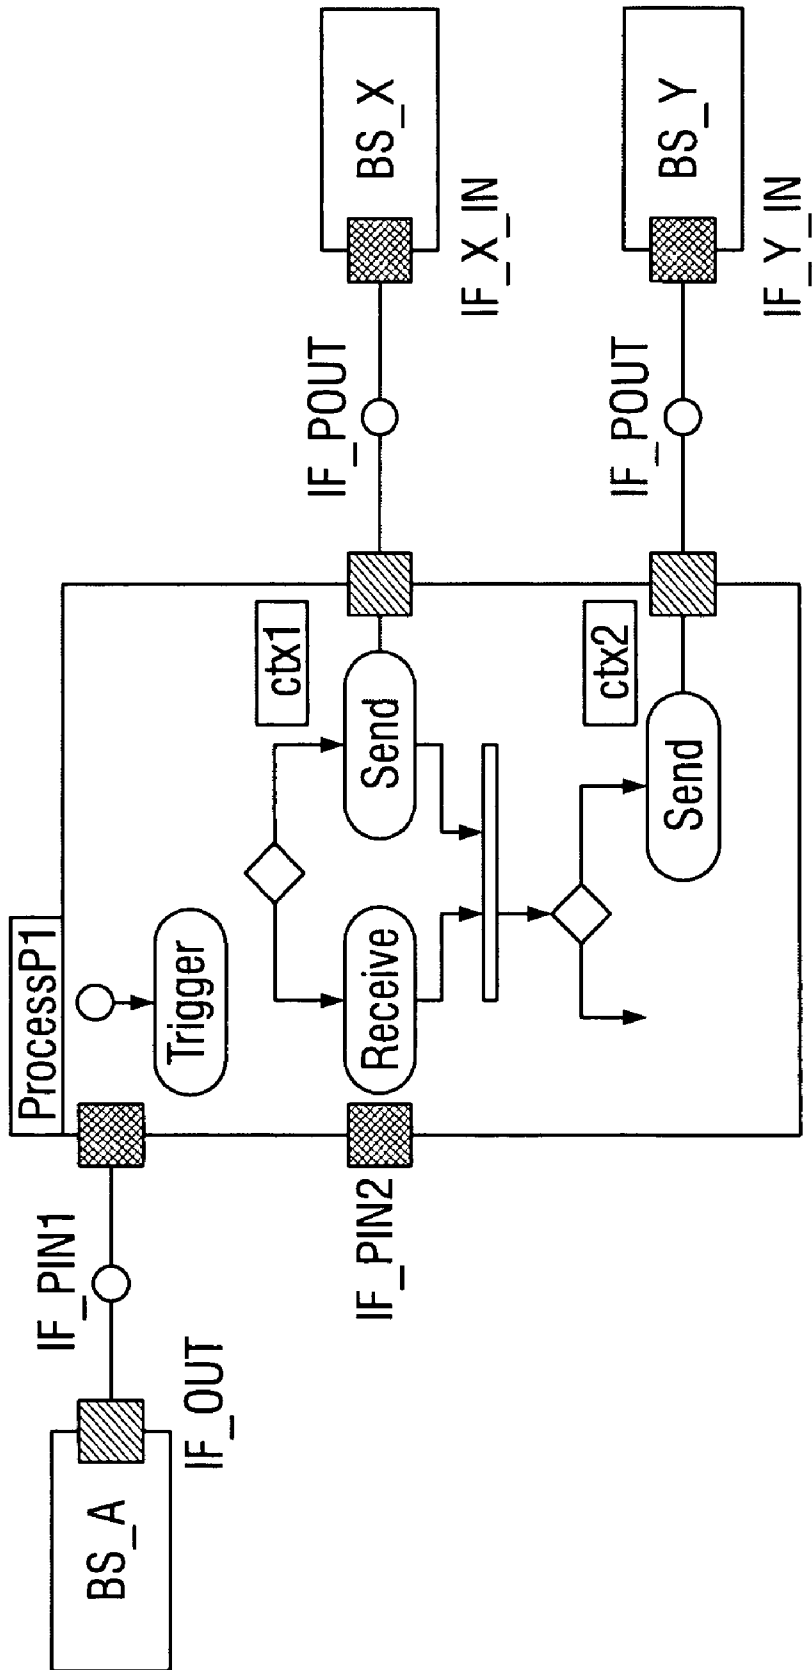 ProcessP1
BS_A
IF_OUT
IF_PIN1
Trigger
IF_PIN2
Receive
Send
ctx1
IF_POUT
IF_X_IN
BS_X
Send
ctx2
IF_POUT
IF_Y_IN
BS_Y